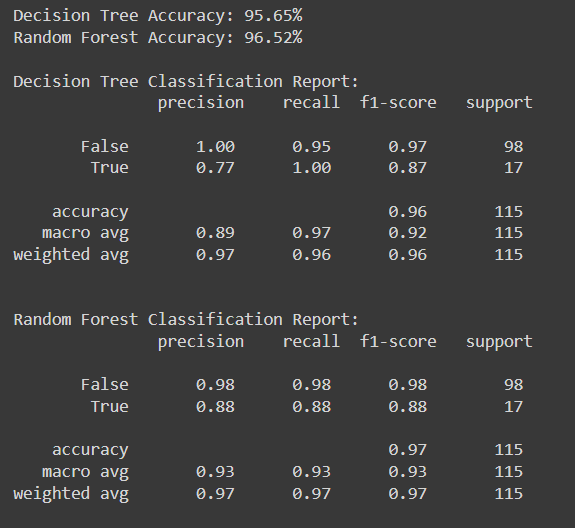 Decision Tree Accuracy: 95.65%
Random Forest Accuracy: 96.52%
Decision Tree Classification Report:
precision recall f1-score support
False 1.00 0.95 0.97 98
True 0.77 1.00 0.87 17
accuracy 0.96 115
macro avg 0.89 0.97 0.92 115
weighted avg 0.97 0.96 0.96 115
Random Forest Classification Report:
precision recall f1-score support
False 0.98 0.98 0.98 98
True 0.88 0.88 0.88 17
accuracy 0.97 115
macro avg 0.93 0.93 0.93 115
weighted avg 0.97 0.97 0.97 115